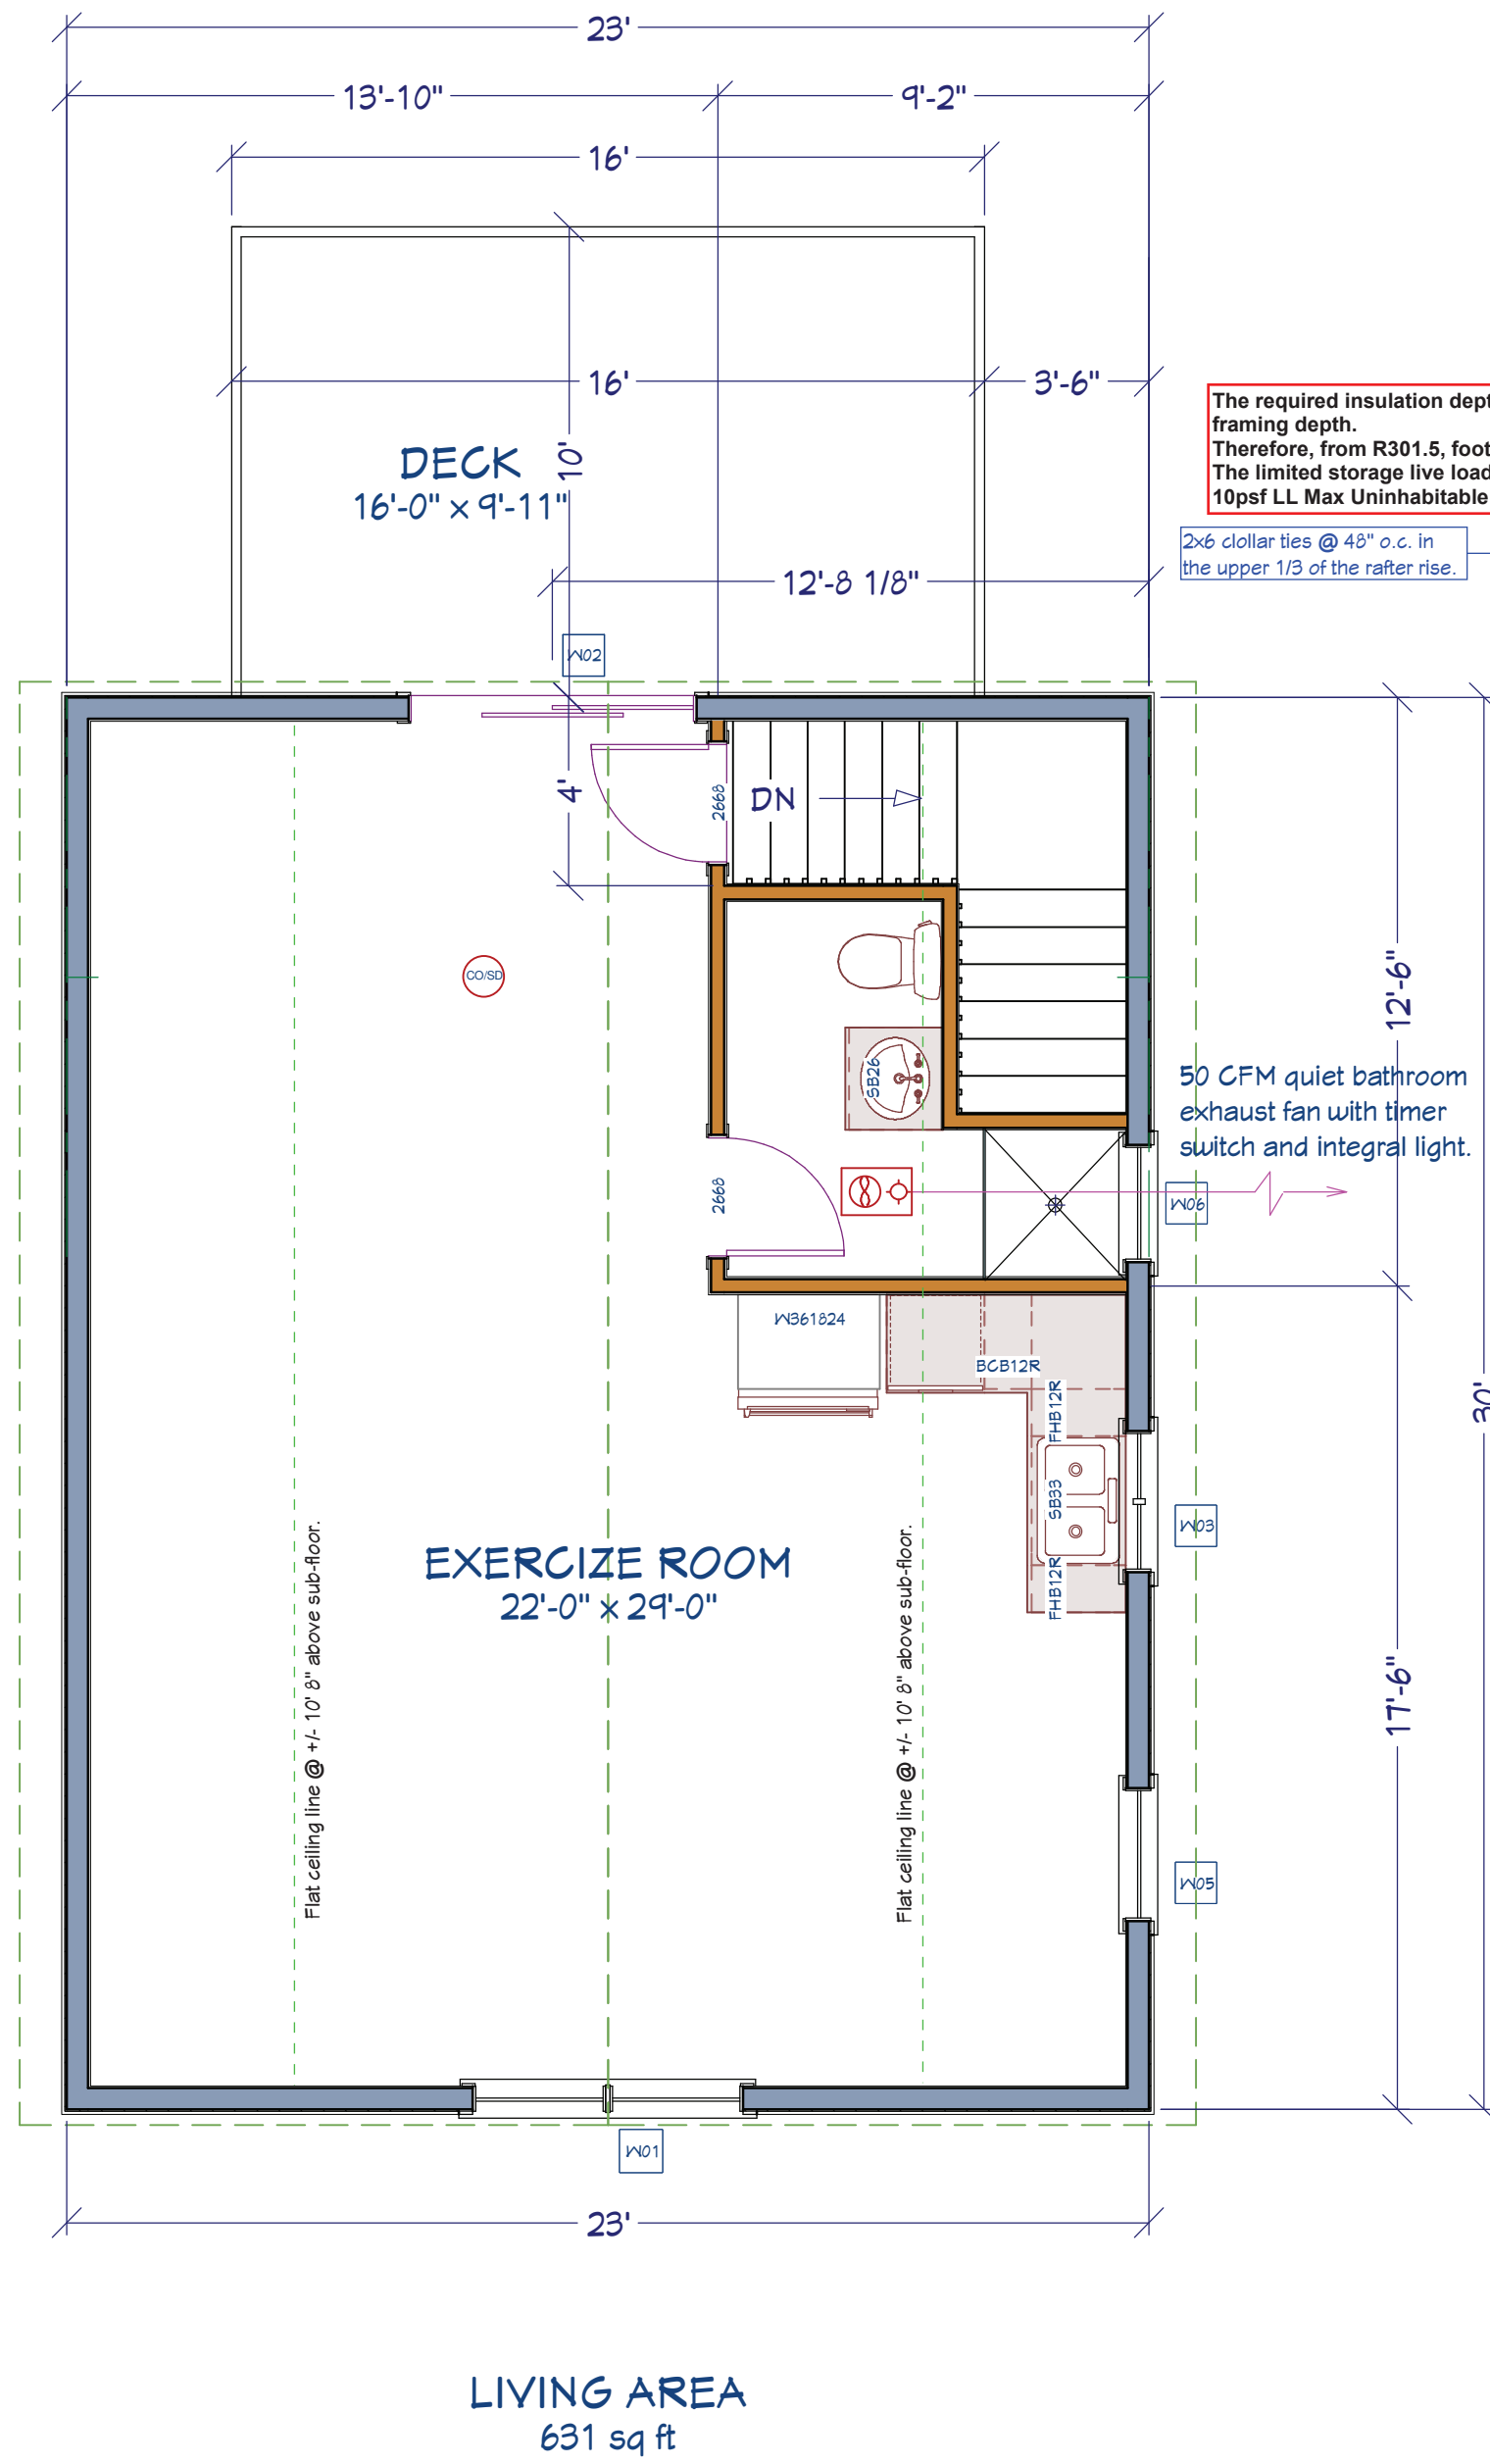 23'
13'-10"
9'-2"
16'
16'
3'-6"
10'
DECK
16'-0" x 9'-11"
The required insulation dept
framing depth.
Therefore, from R301.5, foot
The limited storage live load
10psf LL Max Uninhabitable
2x6 clollar ties @ 48" o.c. in
the upper 1/3 of the rafter rise.
12'-8 1/8"
W02
4'
2668
DN
CO/SD
12'-6"
SB26
50 CFM quiet bathroom
exhaust fan with timer
switch and integral light.
2668
W06
W361824
BCB12R
FHB12R
30'
SB33
W03
FHB12R
EXERCIZE ROOM
22'-0" x 29'-0"
Flat ceiling line @ +/- 10' 8" above sub-floor.
Flat ceiling line @ +/- 10' 8" above sub-floor.
17'-6"
W05
W01
23'
LIVING AREA
631 sq ft